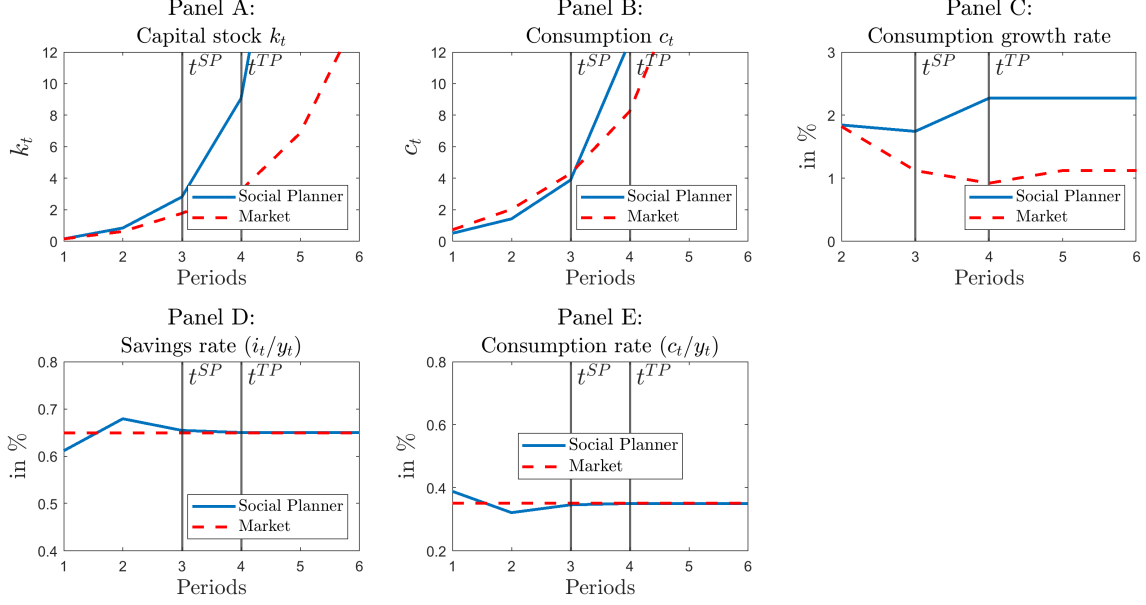 Panel A:
Capital stock k_t
12
10
8
6
4
2
0
k_t
t^{SP}
t^{TP}
Social Planner
Market
1 2 3 4 5 6
Periods
Panel B:
Consumption c_t
12
10
8
6
4
2
0
c_t
t^{SP}
t^{TP}
Social Planner
Market
1 2 3 4 5 6
Periods
Panel C:
Consumption growth rate
3
2
1
0
in %
t^{SP}
t^{TP}
Social Planner
Market
2 3 4 5 6
Periods
Panel D:
Savings rate (i_t/y_t)
0.8
0.7
0.6
0.5
0.4
in %
t^{SP}
t^{TP}
Social Planner
Market
1 2 3 4 5 6
Periods
Panel E:
Consumption rate (c_t/y_t)
0.8
0.6
0.4
0.2
in %
t^{SP}
t^{TP}
Social Planner
Market
1 2 3 4 5 6
Periods